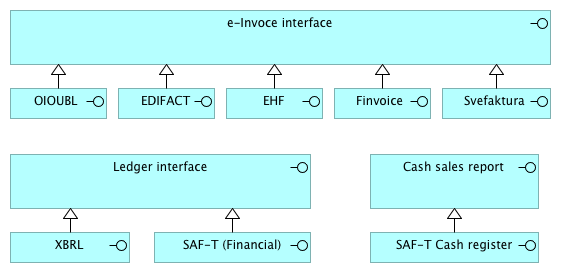 e-Invoce interface
OIOUBL
EDIFACT
EHF
Finvoice
Svefaktura
Ledger interface
Cash sales report
XBRL
SAF-T (Financial)
SAF-T Cash register